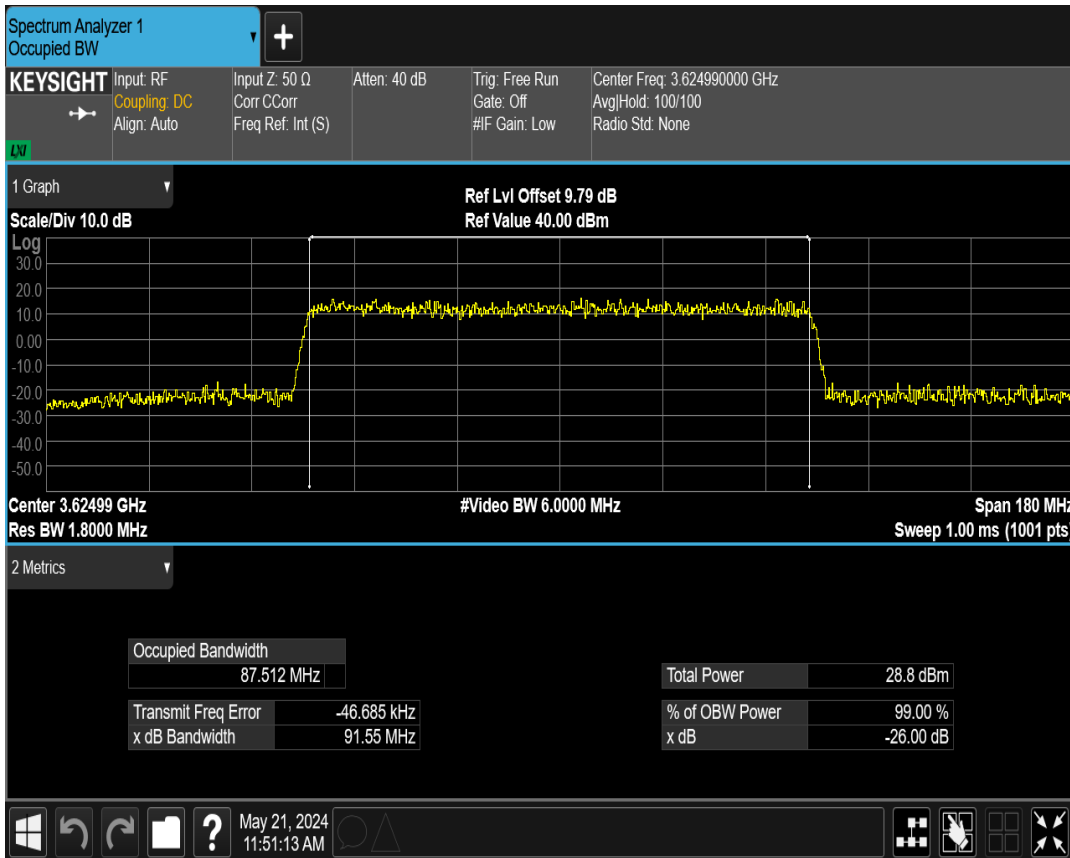 Spectrum Analyzer 1
Occupied BW
+
KEYSIGHT
LXI
Input: RF
Coupling: DC
Align: Auto
Input Z: 50 Ω
Corr CCorr
Freq Ref: Int (S)
Atten: 40 dB
Trig: Free Run
Gate: Off
#IF Gain: Low
Center Freq: 3.624990000 GHz
Avg|Hold: 100/100
Radio Std: None
1 Graph
Scale/Div 10.0 dB
Ref Lvl Offset 9.79 dB
Ref Value 40.00 dBm
Log
30.0
20.0
10.0
0.00
-10.0
-20.0
-30.0
-40.0
-50.0
Center 3.62499 GHz
Res BW 1.8000 MHz
#Video BW 6.0000 MHz
Span 180 MHz
Sweep 1.00 ms (1001 pts)
2 Metrics
Occupied Bandwidth
87.512 MHz
Transmit Freq Error -46.685 kHz
x dB Bandwidth 91.55 MHz
Total Power 28.8 dBm
% of OBW Power 99.00 %
x dB -26.00 dB
?
May 21, 2024
11:51:13 AM